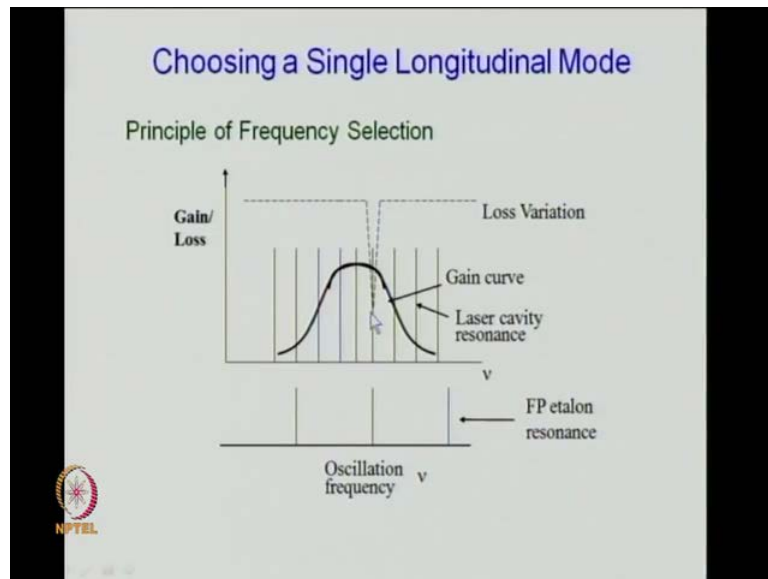 Choosing a Single Longitudinal Mode
Principle of Frequency Selection
Gain/
Loss
Loss Variation
Gain curve
Laser cavity
resonance
ν
FP etalon
resonance
Oscillation
frequency ν
NPTEL